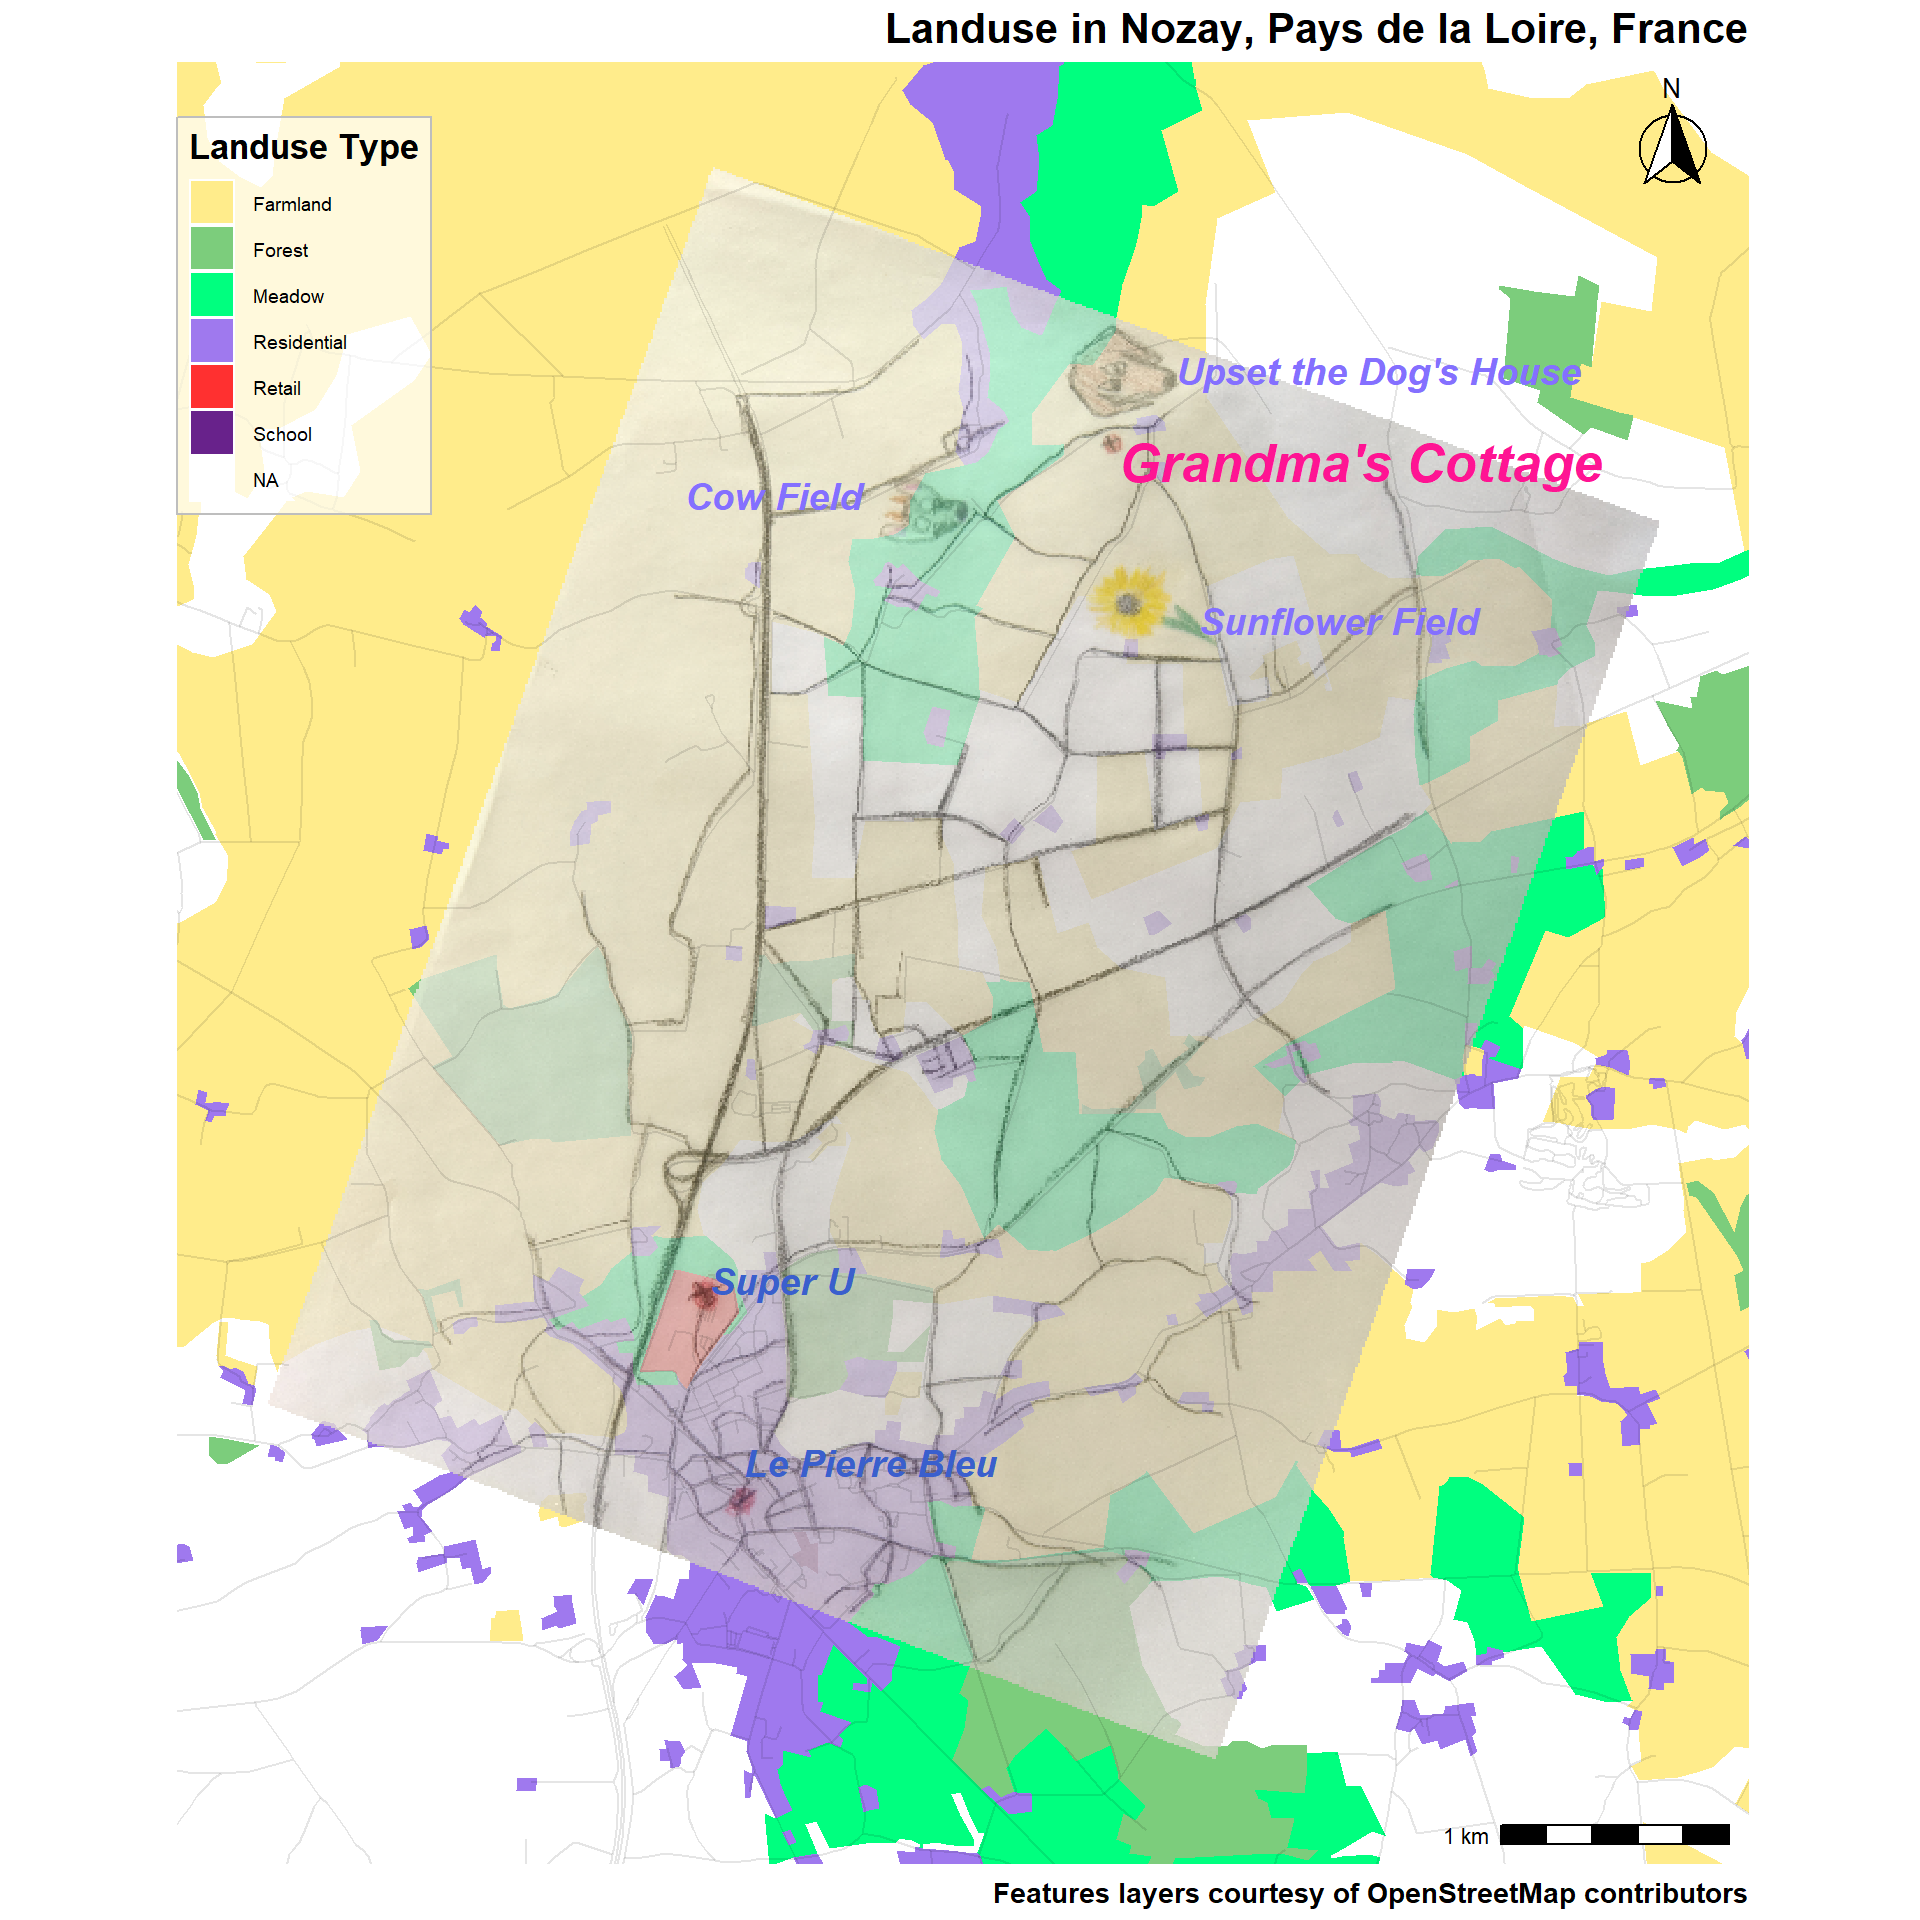 Landuse in Nozay, Pays de la Loire, France
N
Landuse Type
Farmland
Forest
Meadow
Residential
Retail
School
NA
Upset the Dog's House
Grandma's Cottage
Cow Field
Sunflower Field
Super U
Le Pierre Bleu
1 km
Features layers courtesy of OpenStreetMap contributors